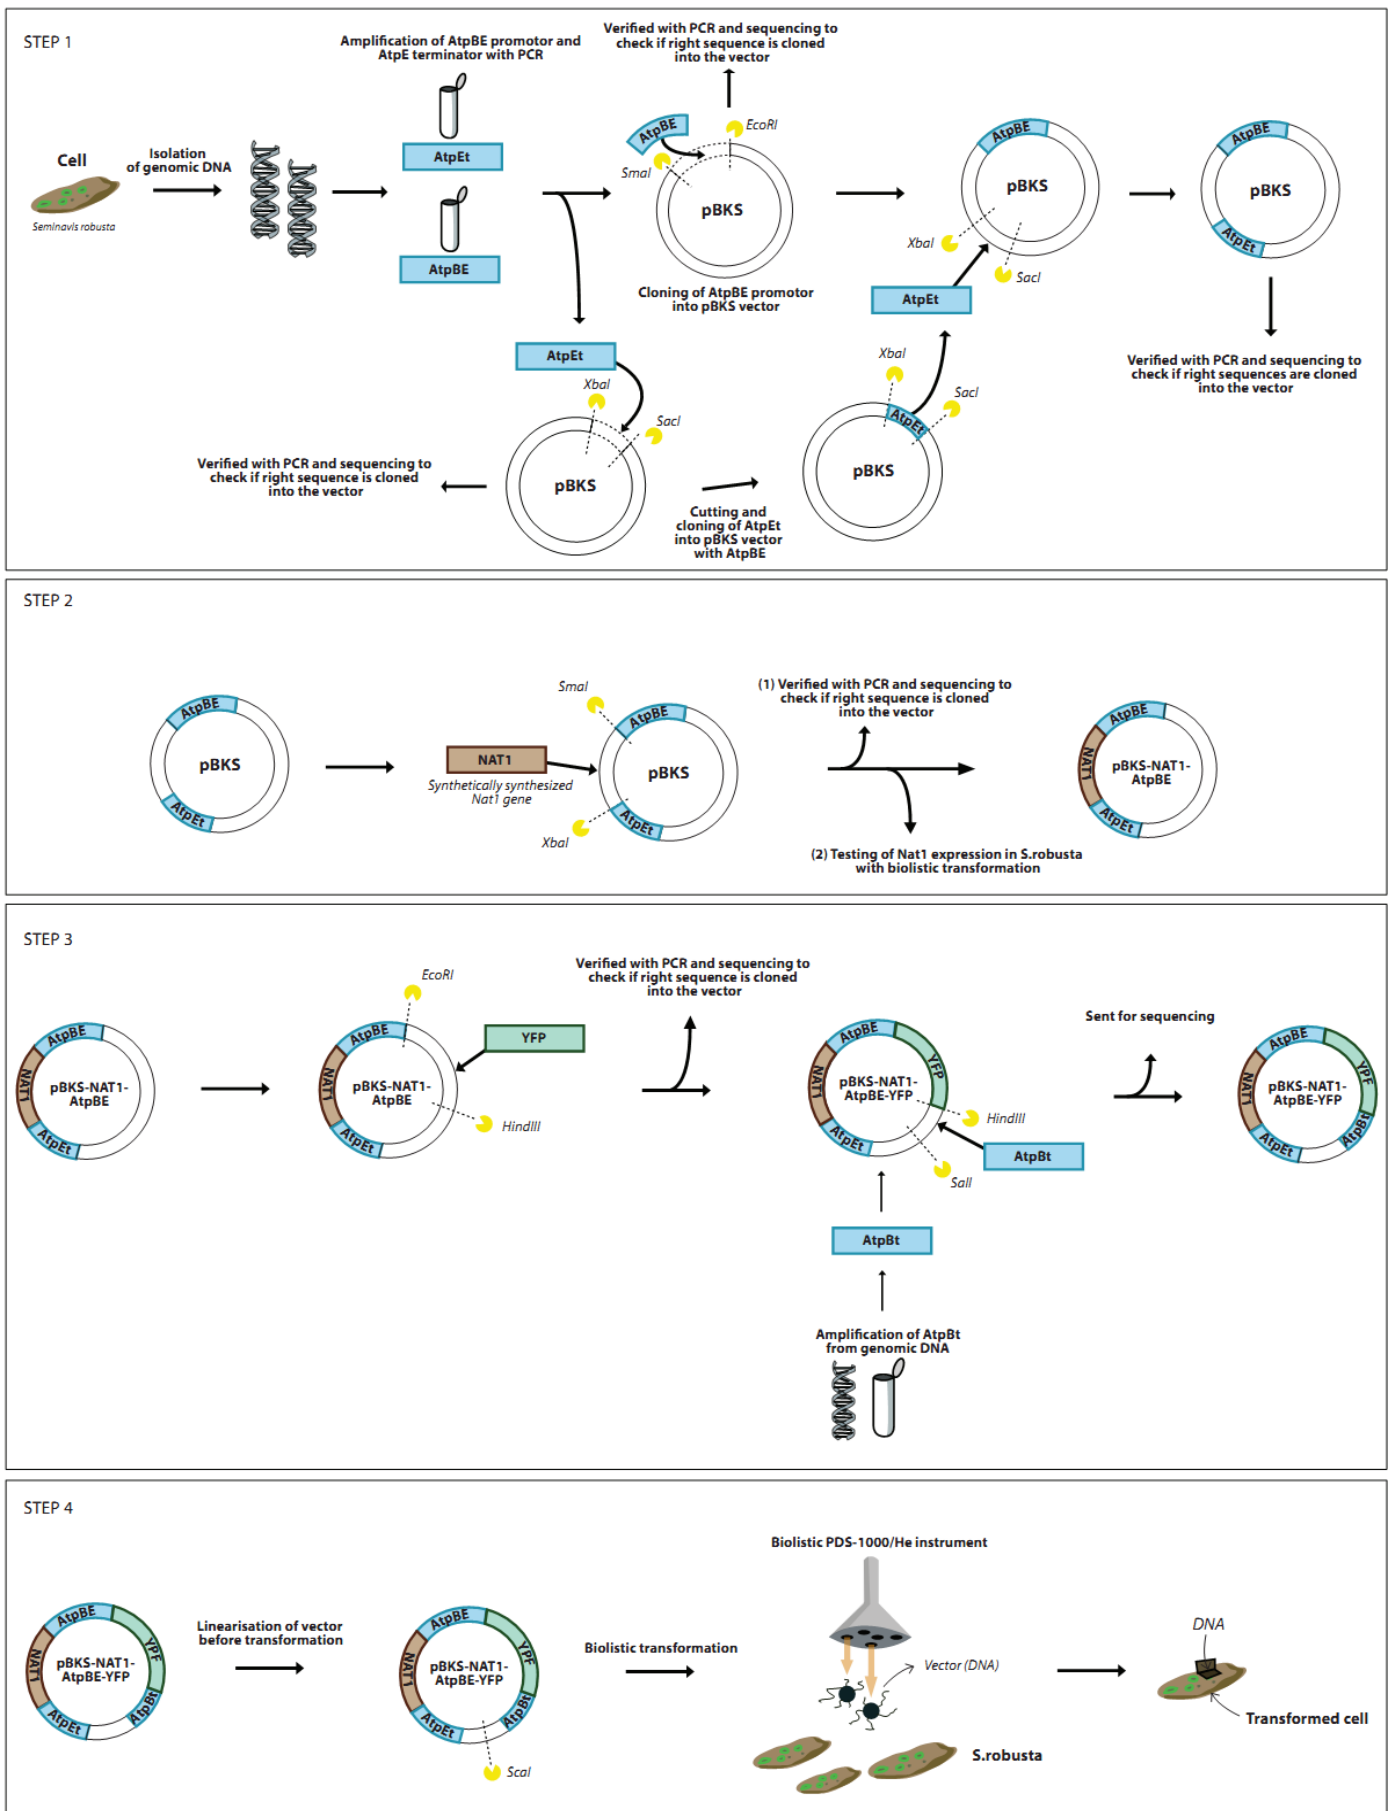 STEP 1
Amplification of AtpBE promotor and
AtpE terminator with PCR
Verified with PCR and sequencing to
check if right sequence is cloned
into the vector
Cell
Seminavis robusta
Isolation
of genomic DNA
AtpEt
AtpBE
AtpBE
EcoRI
SmaI
pBKS
Cloning of AtpBE promotor
into pBKS vector
AtpBE
pBKS
XbaI
SacI
AtpEt
AtpBE
pBKS
AtpEt
Verified with PCR and sequencing to
check if right sequences are cloned
into the vector
AtpEt
XbaI
SacI
pBKS
Verified with PCR and sequencing to
check if right sequence is cloned
into the vector
Cutting and
cloning of AtpEt
into pBKS vector
with AtpBE
XbaI
SacI
AtpEt
pBKS
STEP 2
AtpBE
pBKS
AtpEt
NAT1
Synthetically synthesized
Nat1 gene
SmaI
AtpBE
pBKS
AtpEt
XbaI
(1) Verified with PCR and sequencing to
check if right sequence is cloned
into the vector
(2) Testing of Nat1 expression in S.robusta
with biolistic transformation
AtpBE
NAT1
pBKS-NAT1-
AtpBE
AtpEt
STEP 3
AtpBE
NAT1
pBKS-NAT1-
AtpBE
AtpEt
EcoRI
AtpBE
NAT1
pBKS-NAT1-
AtpBE
AtpEt
HindIII
YFP
Verified with PCR and sequencing to
check if right sequence is cloned
into the vector
AtpBE
YFP
NAT1
pBKS-NAT1-
AtpBE-YFP
AtpEt
HindIII
SalI
AtpBt
AtpBt
Amplification of AtpBt
from genomic DNA
Sent for sequencing
AtpBE
YPF
NAT1
pBKS-NAT1-
AtpBE-YFP
AtpBt
AtpEt
STEP 4
AtpBE
YPF
NAT1
pBKS-NAT1-
AtpBE-YFP
AtpBt
AtpEt
Linearisation of vector
before transformation
AtpBE
YPF
NAT1
pBKS-NAT1-
AtpBE-YFP
AtpBt
AtpEt
ScaI
Biolistic transformation
Biolistic PDS-1000/He instrument
Vector (DNA)
S.robusta
DNA
Transformed cell